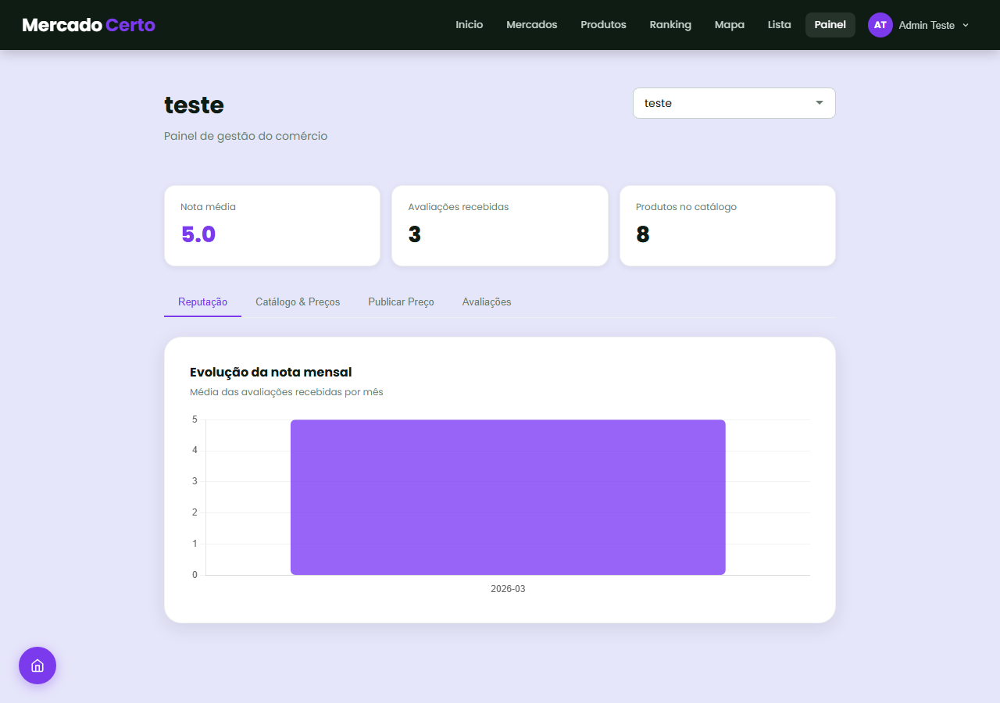 Mercado Certo
Inicio Mercados Produtos Ranking Mapa Lista Painel AT Admin Teste
teste
teste
Painel de gestão do comércio
Nota média
5.0
Avaliações recebidas
3
Produtos no catálogo
8
Reputação Catálogo & Preços Publicar Preço Avaliações
Evolução da nota mensal
Média das avaliações recebidas por mês
5
4
3
2
1
0
2026-03